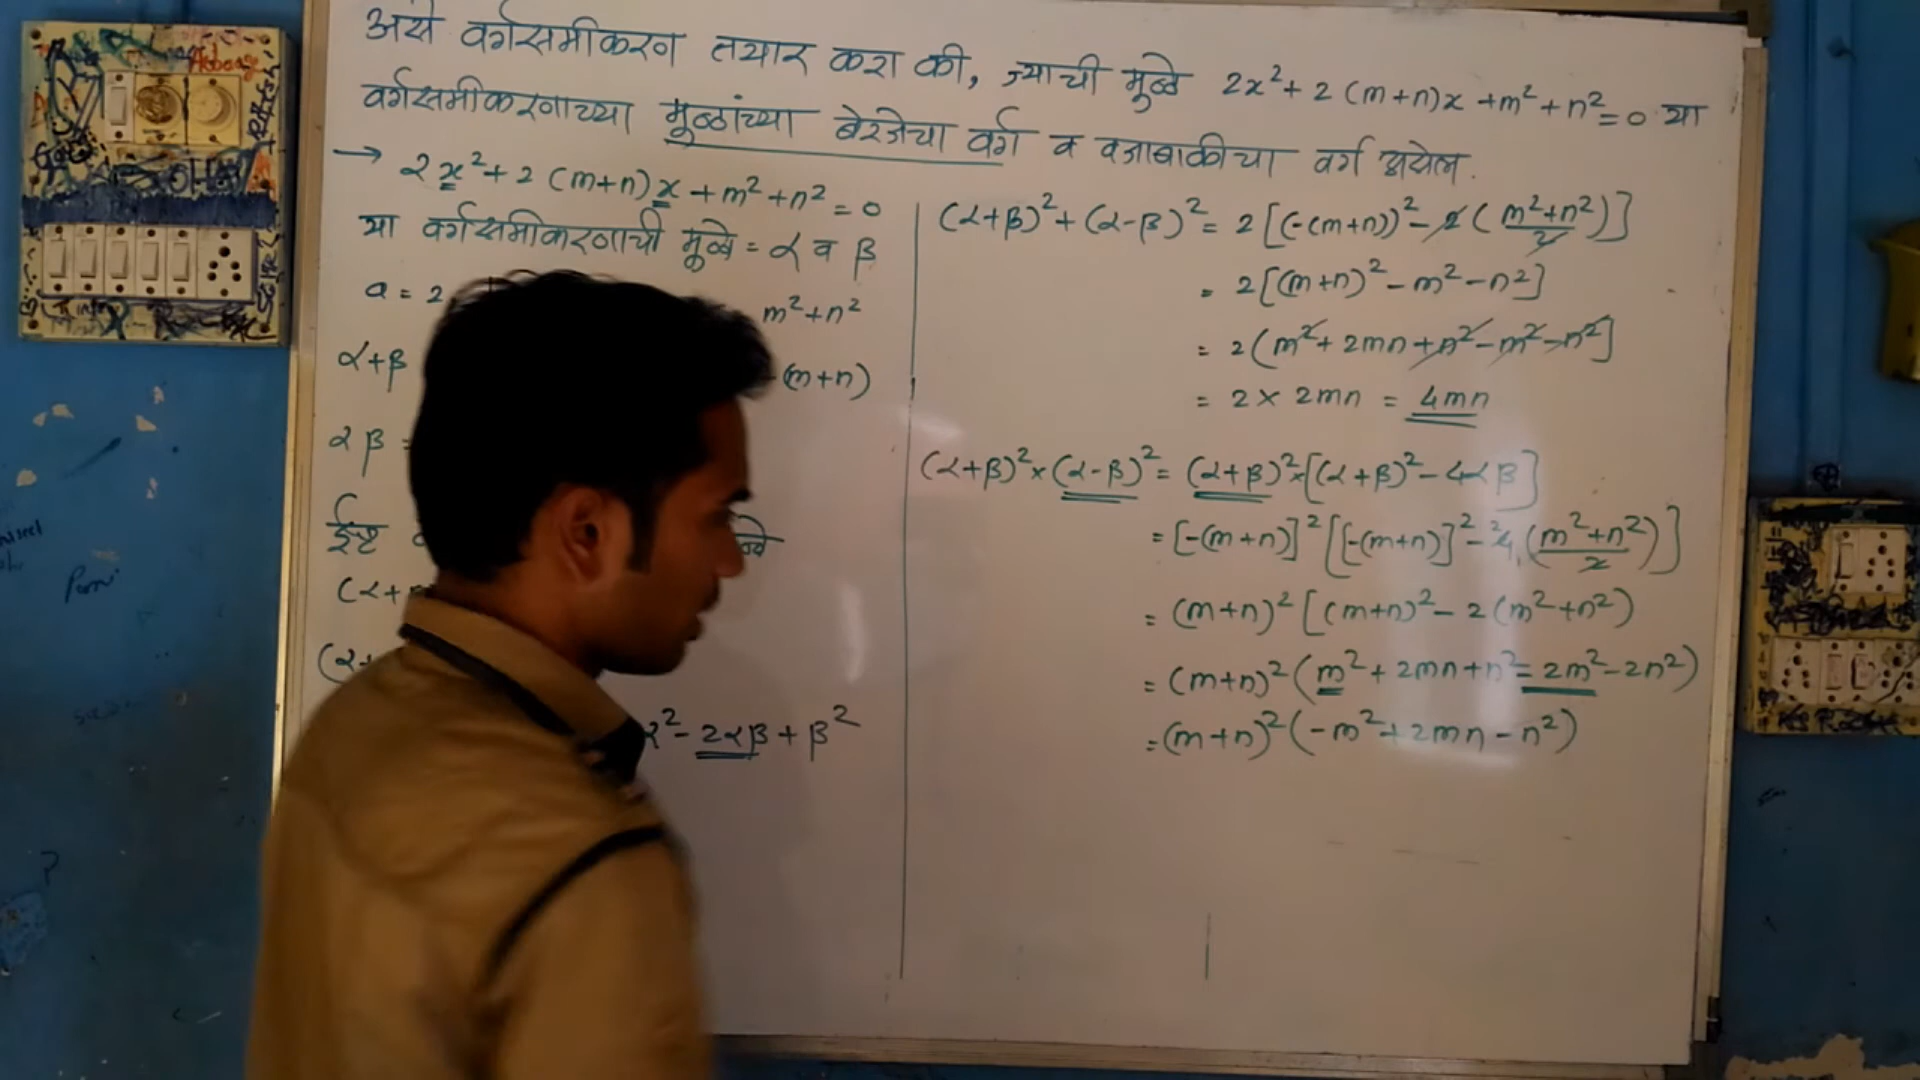 असे वर्गसमीकरण तयार करा की, ज्याची मुळे 2x² + 2 (m+n)x + m² + n² = 0 या
वर्गसमीकरणाच्या मुळांच्या बेरजेचा वर्ग व वजाबाकीचा वर्ग असेल.
→ 2x² + 2 (m+n)x + m² + n² = 0
या वर्गसमीकरणाची मुळे = α व β
a = 2, m² + n²
α+β (m+n)
αβ =
ईष्ट
(α+
(α+
α² - 2αβ + β²
(α+β)² + (α-β)² = 2 [(-(m+n))² - 2 ( (m²+n²)/2 )]
= 2[(m+n)² - m² - n²]
= 2(m² + 2mn + n² - m² - n²]
= 2 × 2mn = 4mn
(α+β)² × (α-β)² = (α+β)² × [(α+β)² - 4αβ]
= [-(m+n)]² [[-(m+n)]² - 4 ( (m²+n²)/2 )]
= (m+n)² [(m+n)² - 2 (m²+n²)
= (m+n)² (m² + 2mn + n² - 2m² - 2n²)
= (m+n)² (-m² + 2mn - n²)